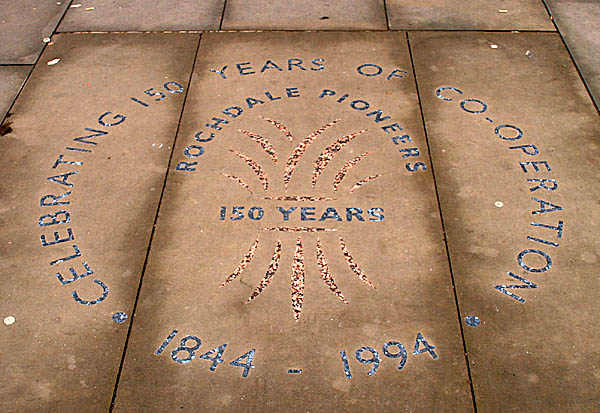 CELEBRATING 150 YEARS OF CO-OPERATION
ROCHDALE PIONEERS
150 YEARS
1844 - 1994